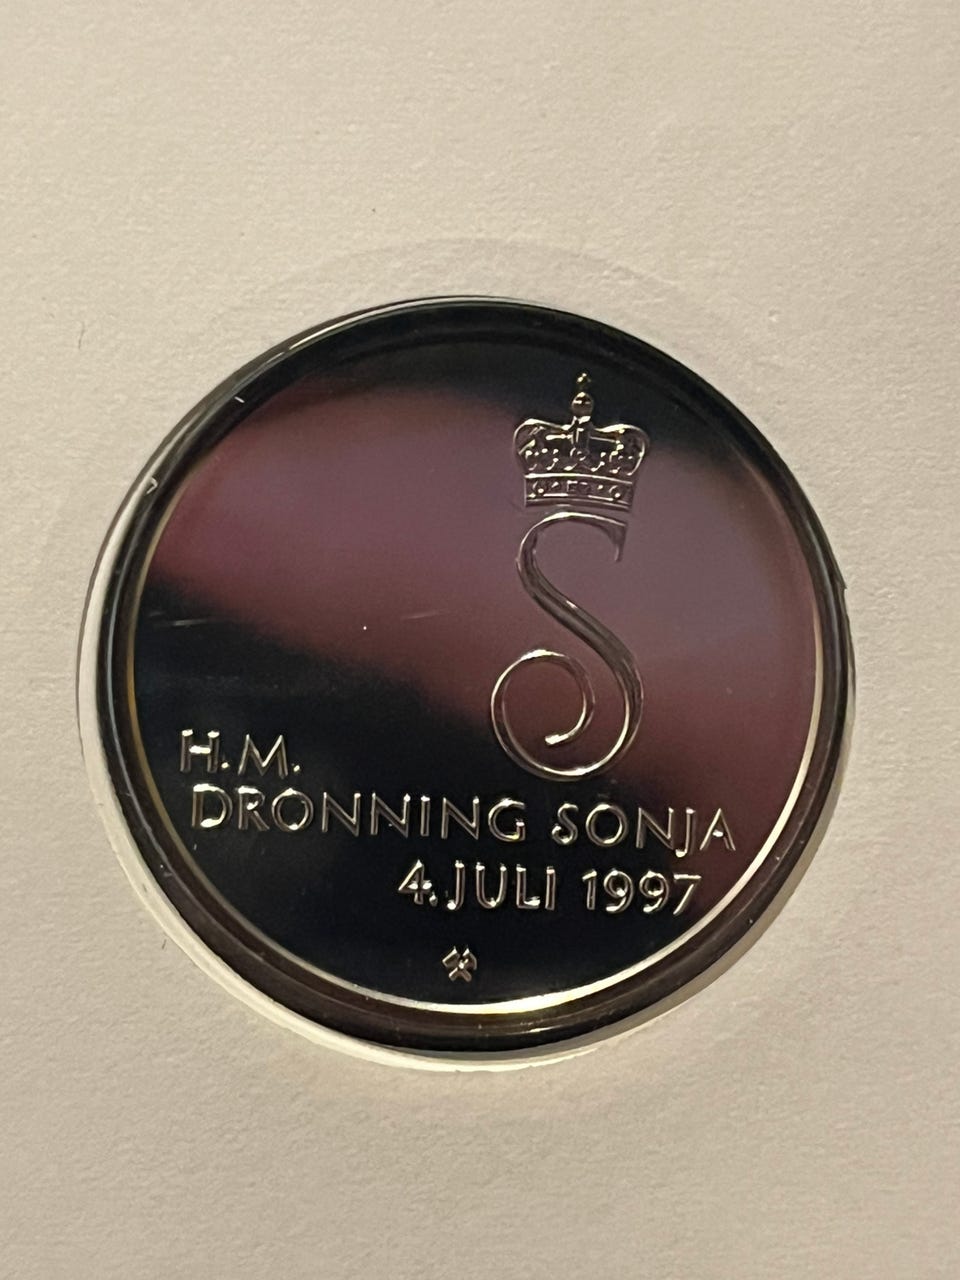 S
H.M.
DRONNING SONJA
4. JULI 1997